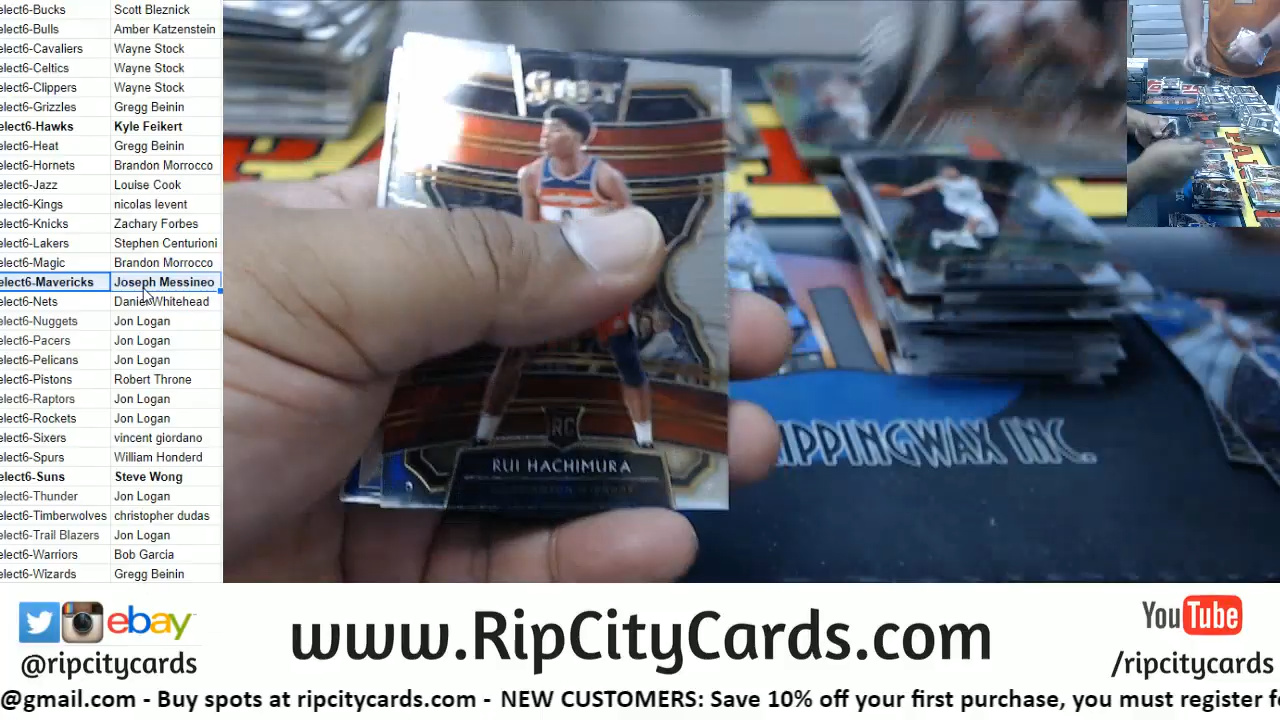 elect6-Bucks Scott Bleznick
elect6-Bulls Amber Katzenstein
elect6-Cavaliers Wayne Stock
elect6-Celtics Wayne Stock
elect6-Clippers Wayne Stock
elect6-Grizzles Gregg Beinin
elect6-Hawks Kyle Feikert
elect6-Heat Gregg Beinin
elect6-Hornets Brandon Morrocco
elect6-Jazz Louise Cook
elect6-Kings nicolas levent
elect6-Knicks Zachary Forbes
elect6-Lakers Stephen Centurioni
elect6-Magic Brandon Morrocco
elect6-Mavericks Joseph Messineo
elect6-Nets Daniel Whitehead
elect6-Nuggets Jon Logan
elect6-Pacers Jon Logan
elect6-Pelicans Jon Logan
elect6-Pistons Robert Throne
elect6-Raptors Jon Logan
elect6-Rockets Jon Logan
elect6-Sixers vincent giordano
elect6-Spurs William Honderd
elect6-Suns Steve Wong
elect6-Thunder Jon Logan
elect6-Timberwolves christopher dudas
elect6-Trail Blazers Jon Logan
elect6-Warriors Bob Garcia
elect6-Wizards Gregg Beinin
RC
RUI HACHIMURA
IPPINGWAX INC.
ebay
@ripcitycards
www.RipCityCards.com
YouTube
/ripcitycards
@gmail.com - Buy spots at ripcitycards.com - NEW CUSTOMERS: Save 10% off your first purchase, you must register f